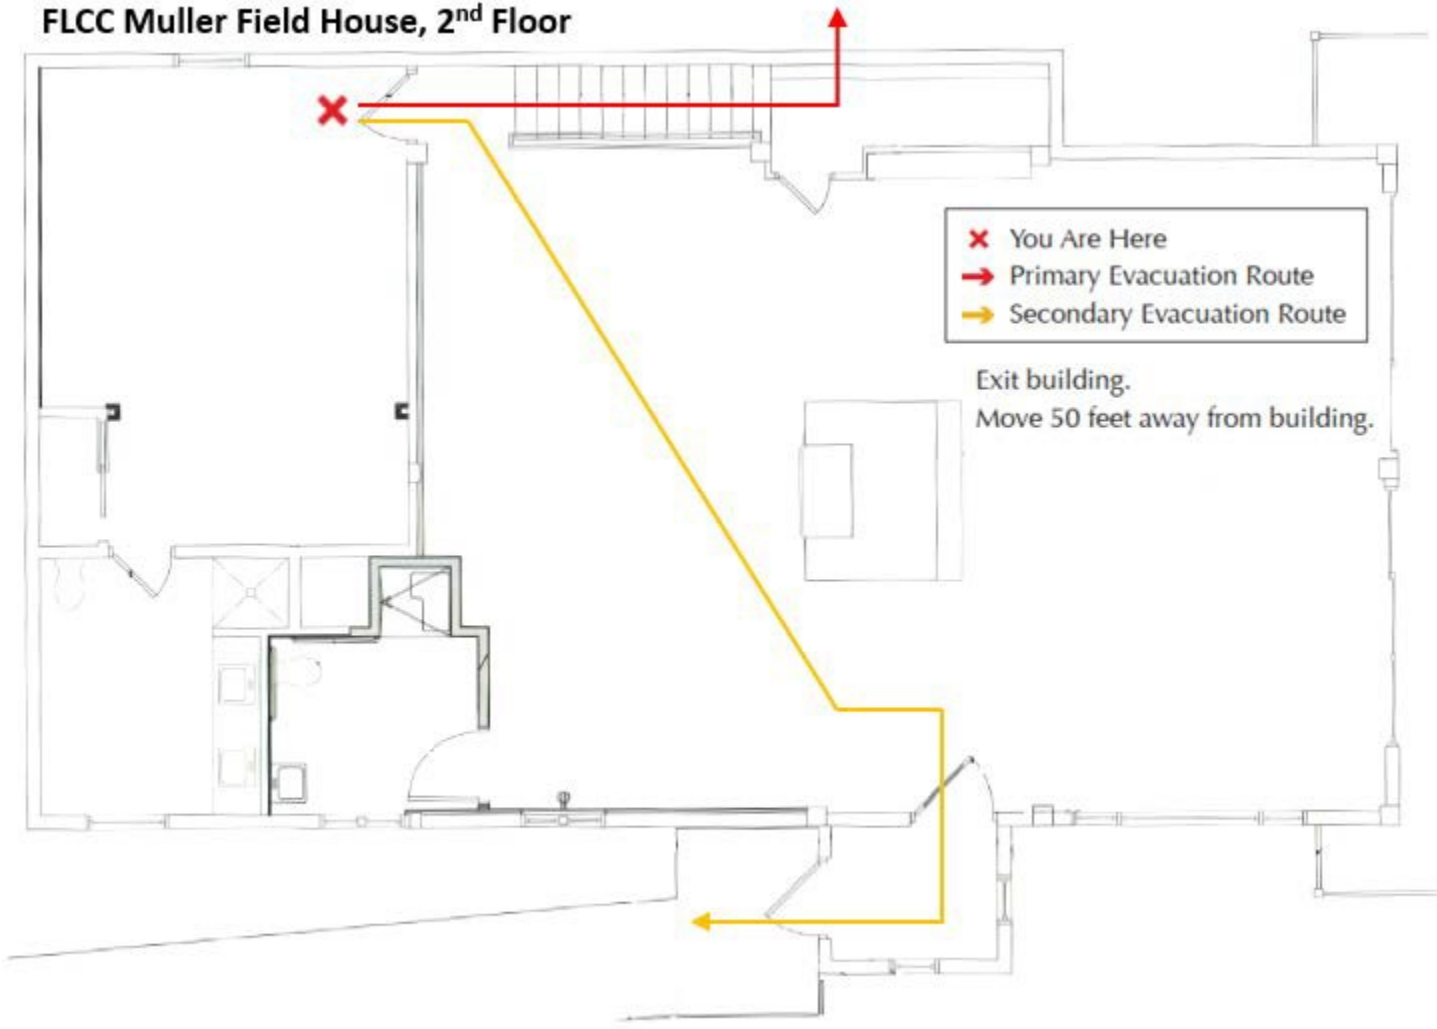 FLCC Muller Field House, 2nd Floor
You Are Here
Primary Evacuation Route
Secondary Evacuation Route
Exit building.
Move 50 feet away from building.